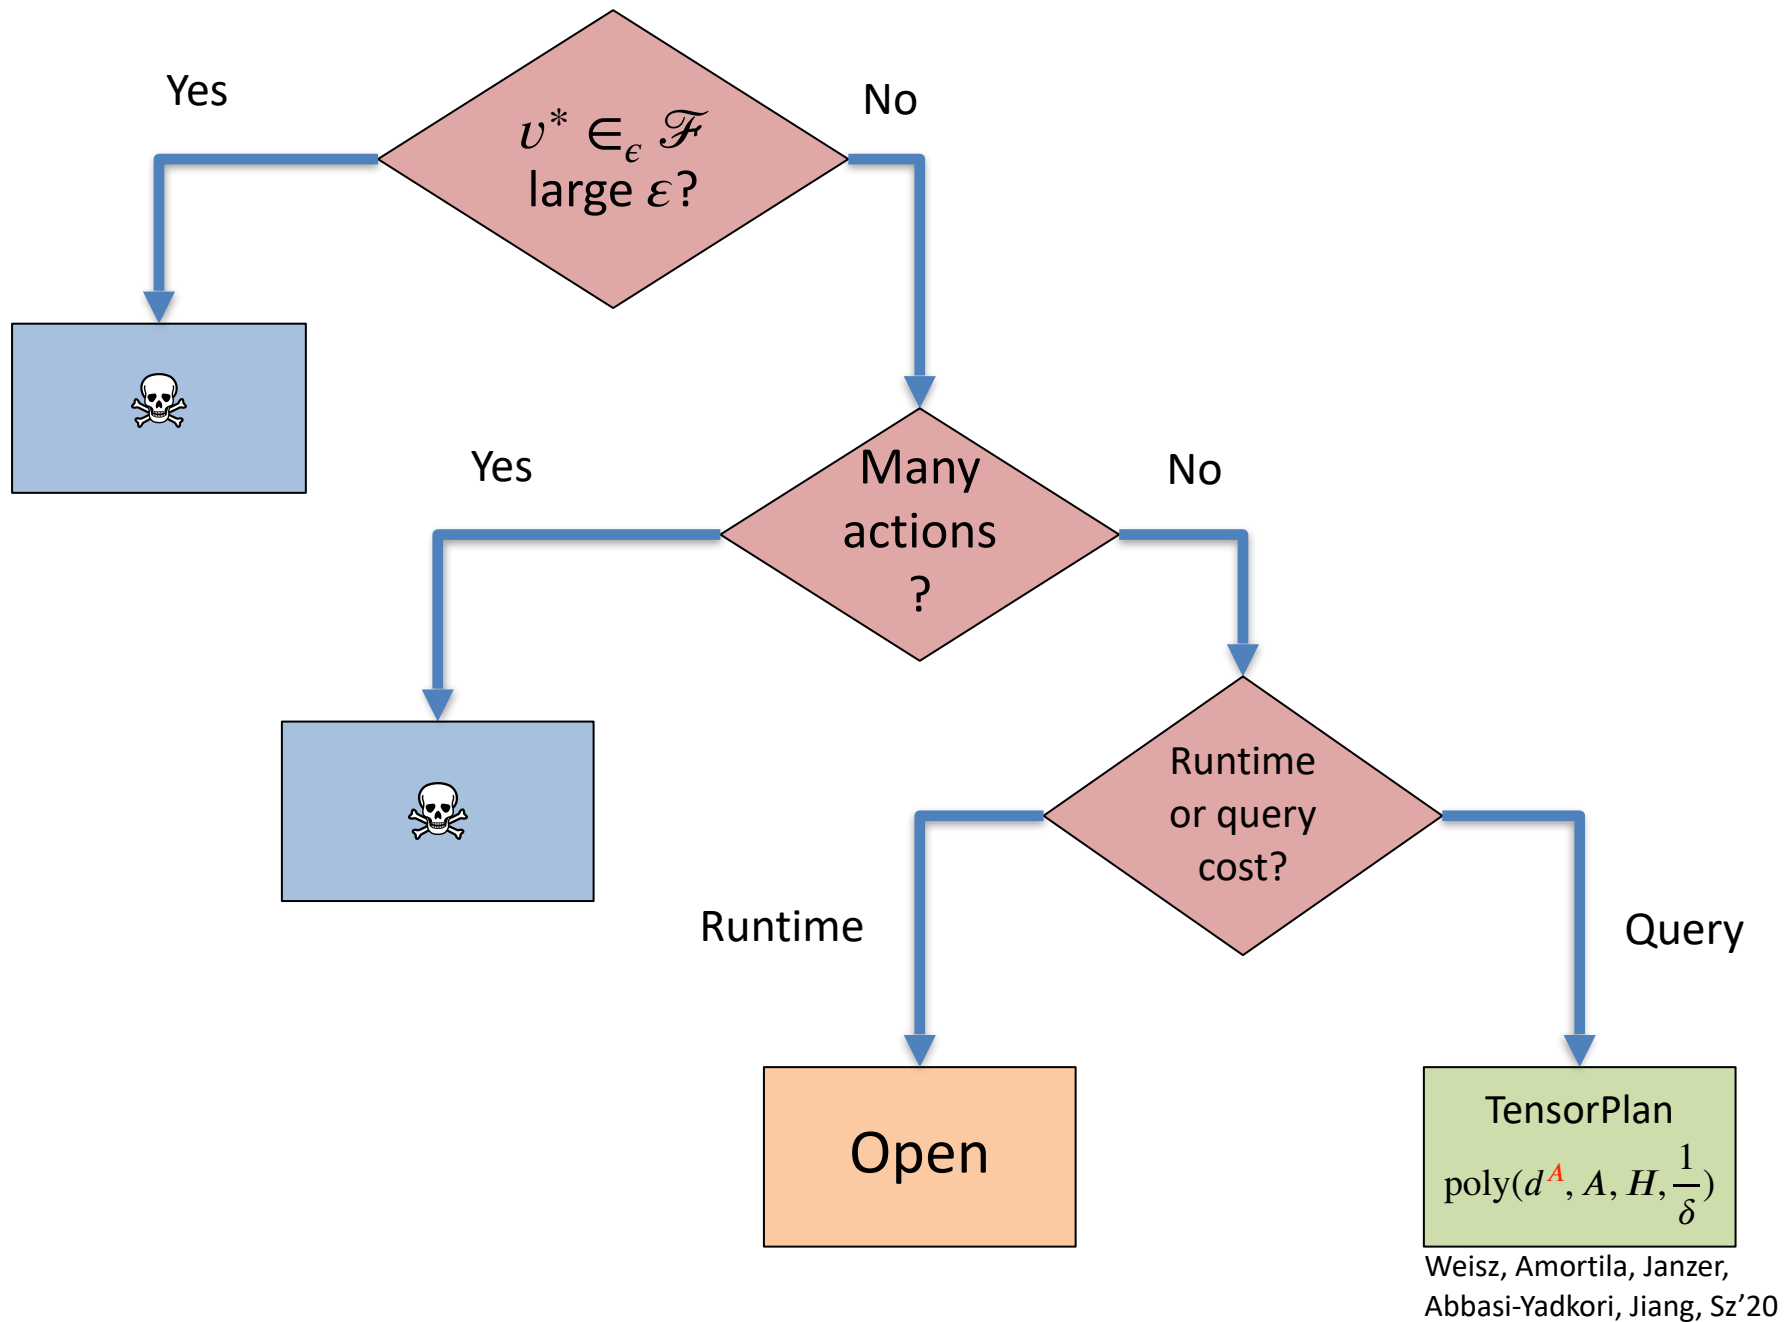 Yes
No
v* ∈_ϵ ℱ
large ε?
☠
Yes
No
Many
actions
?
☠
Runtime
or query
cost?
Runtime
Query
Open
TensorPlan
poly(d^A, A, H, 1/δ)
Weisz, Amortila, Janzer,
Abbasi-Yadkori, Jiang, Sz’20